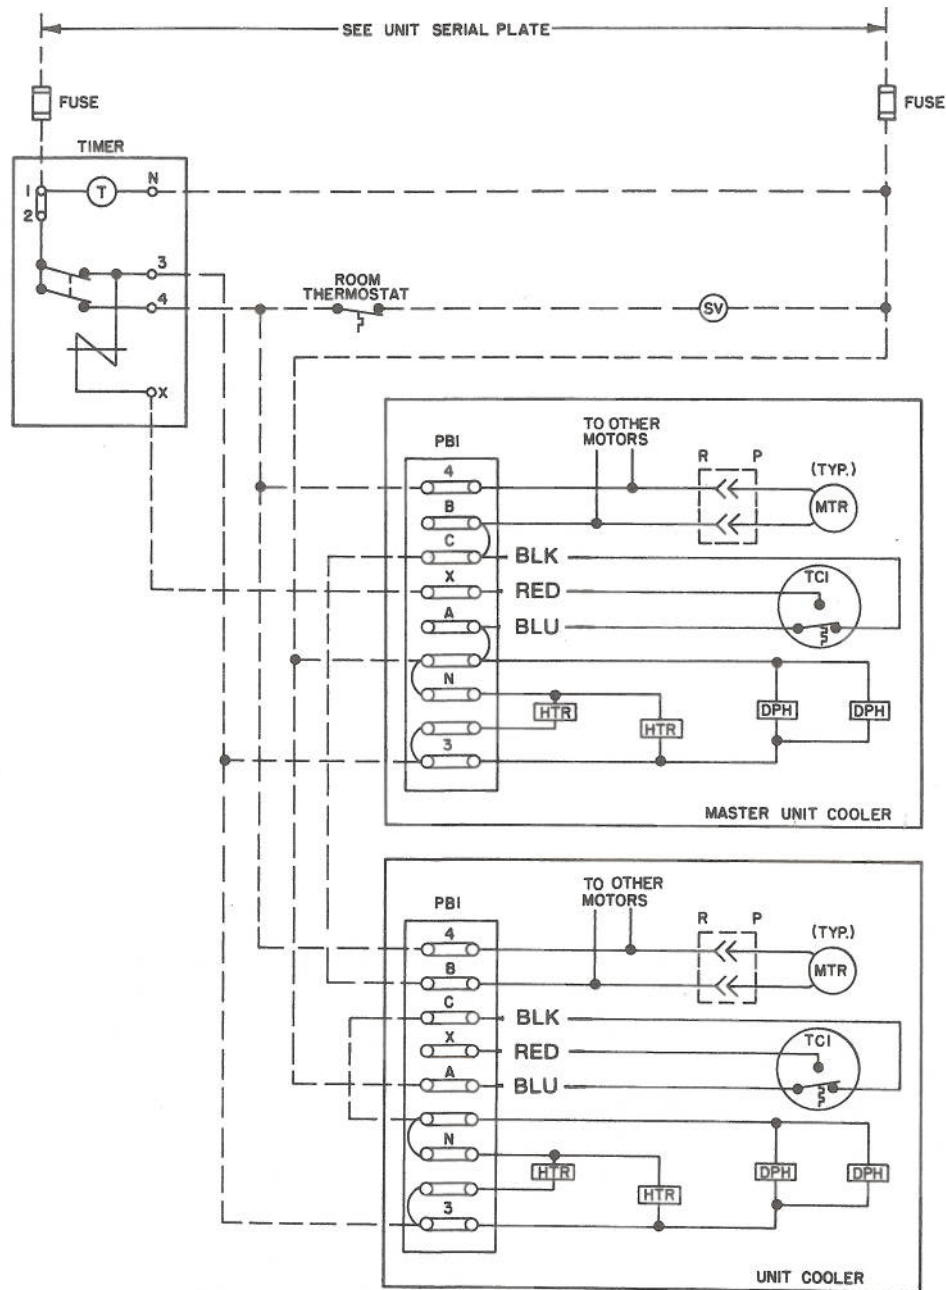 SEE UNIT SERIAL PLATE
FUSE
FUSE
TIMER
1
T
N
2
3
4
ROOM
THERMOSTAT
SV
X
PBI
TO OTHER
MOTORS
R P
(TYP.)
MTR
4
B
C
BLK
X
RED
TCI
A
BLU
N
HTR
HTR
DPH
DPH
3
MASTER UNIT COOLER
PBI
TO OTHER
MOTORS
R P
(TYP.)
MTR
4
B
C
BLK
X
RED
TCI
A
BLU
N
HTR
HTR
DPH
DPH
3
UNIT COOLER